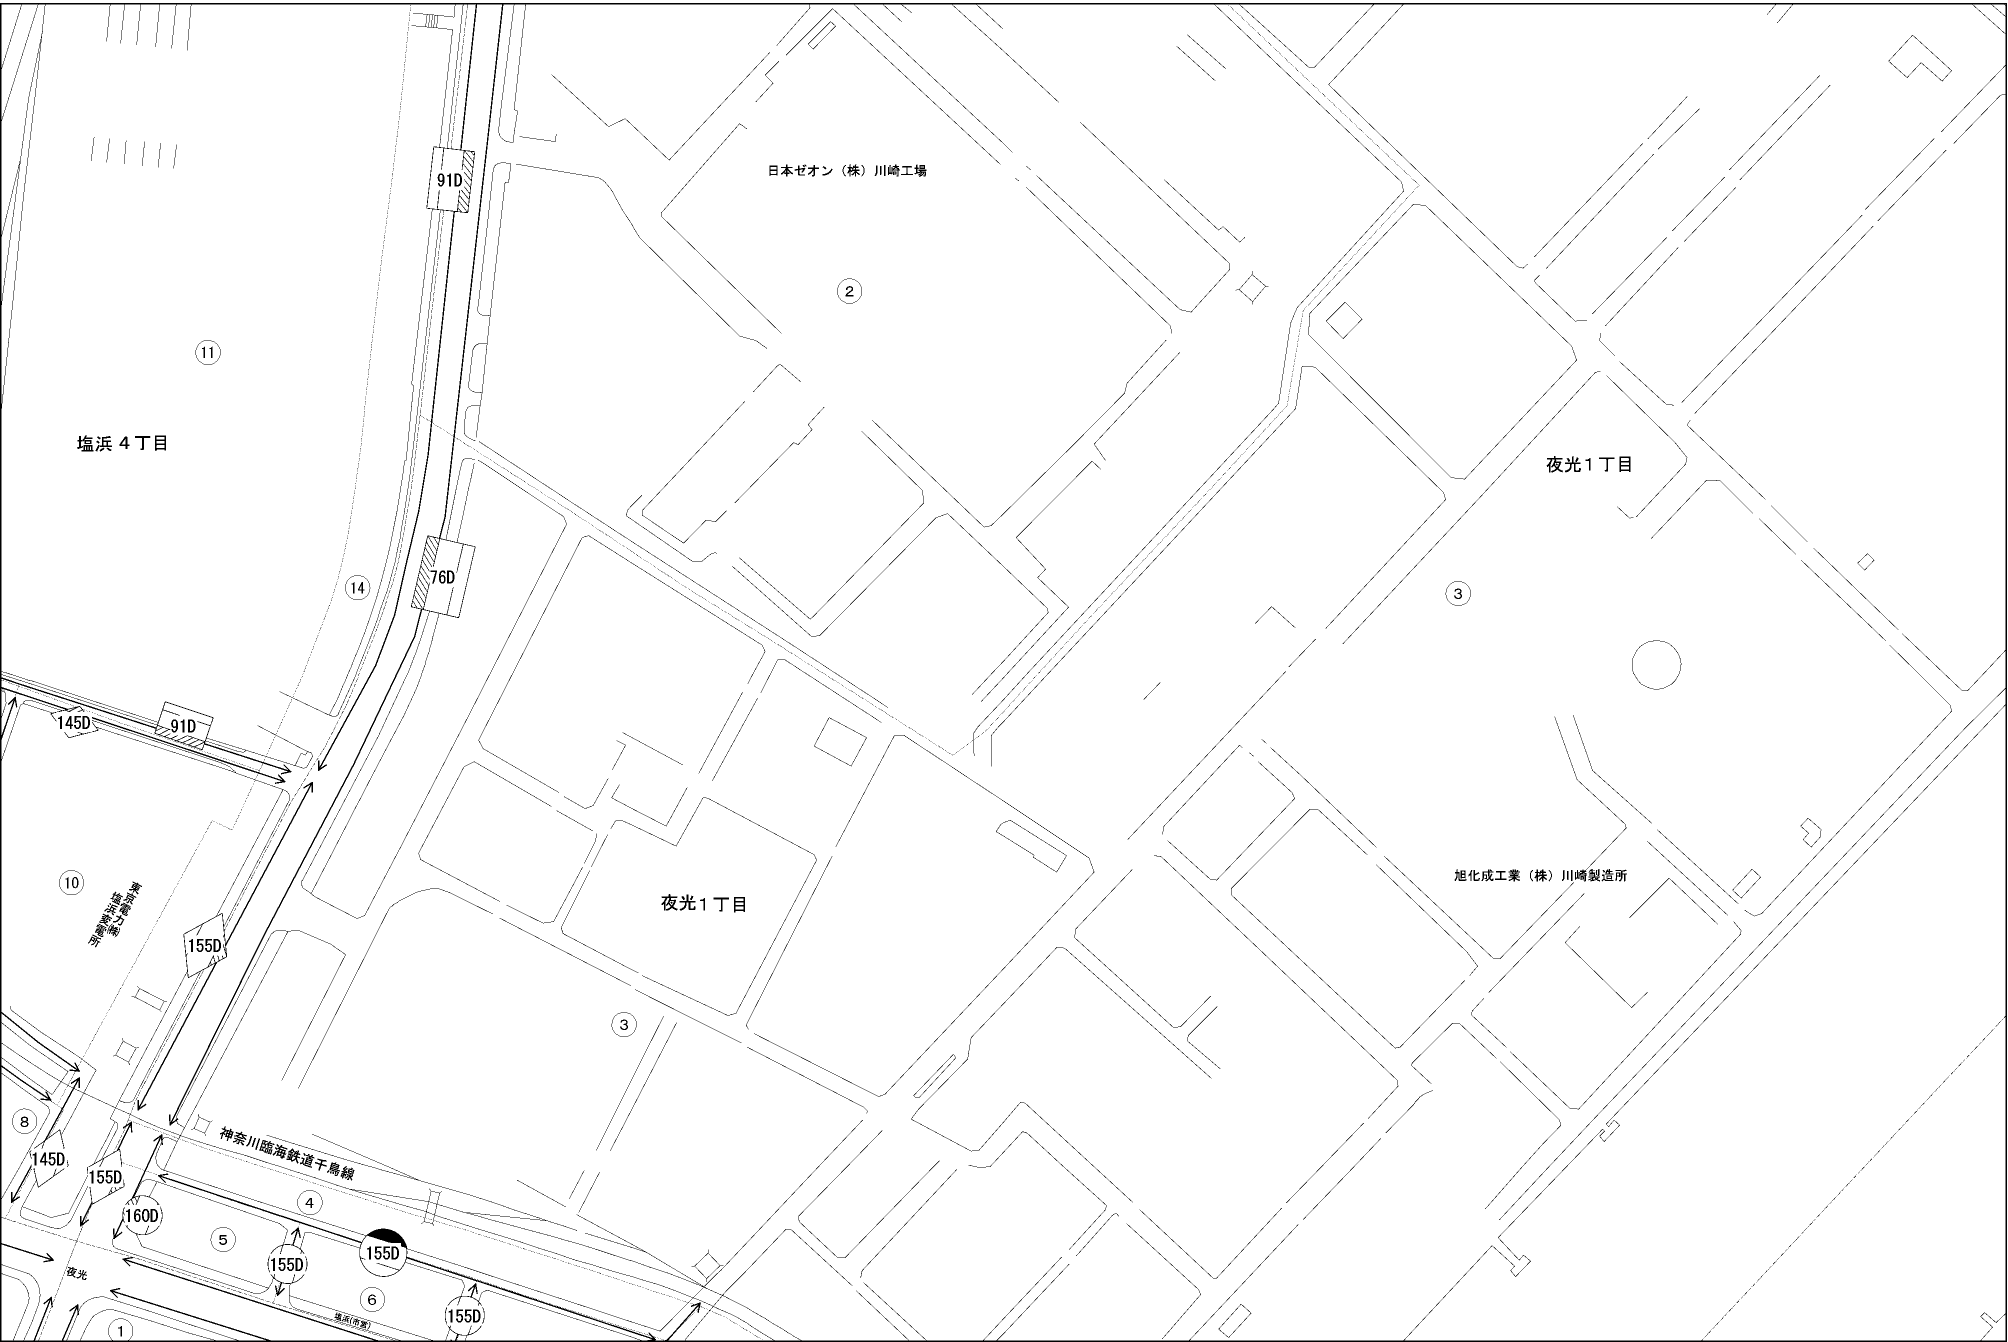 91D
日本ゼオン（株）川崎工場
2
11
塩浜４丁目
夜光１丁目
76D
14
3
145D
91D
10
東京電力㈱
塩浜変電所
夜光１丁目
旭化成工業（株）川崎製造所
155D
3
8
神奈川臨海鉄道千鳥線
145D
155D
4
160D
5
155D
155D
夜光
6
155D
塩浜(市営)
1